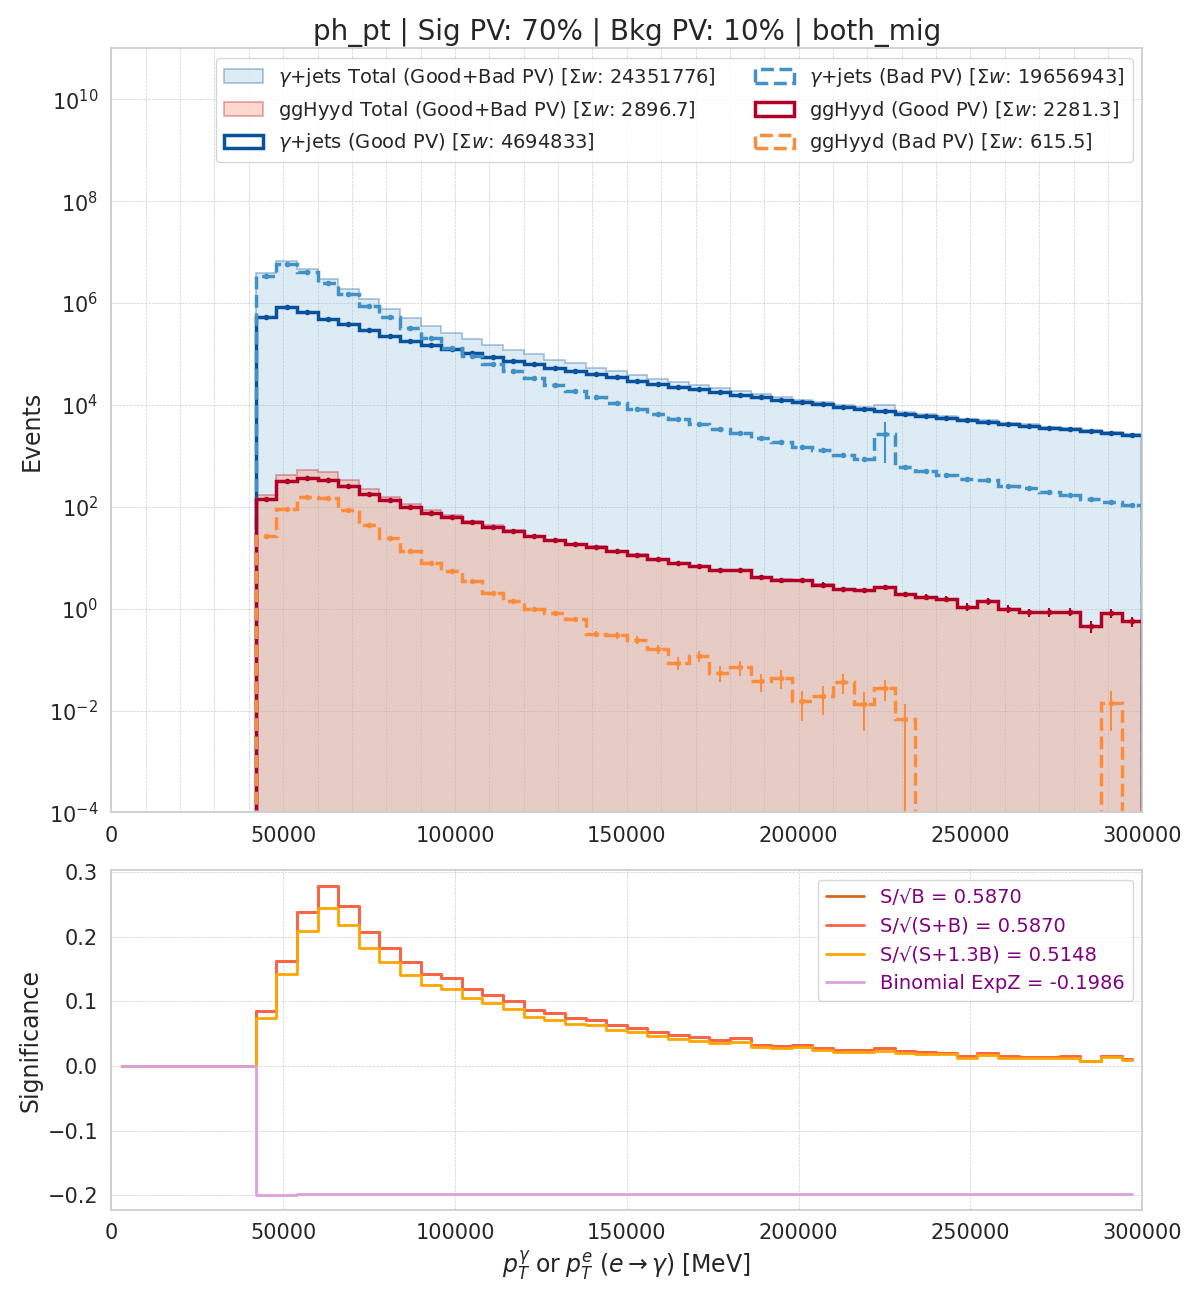 ph_pt | Sig PV: 70% | Bkg PV: 10% | both_mig
γ+jets Total (Good+Bad PV) [Σw: 24351776]
ggHyyd Total (Good+Bad PV) [Σw: 2896.7]
γ+jets (Good PV) [Σw: 4694833]
γ+jets (Bad PV) [Σw: 19656943]
ggHyyd (Good PV) [Σw: 2281.3]
ggHyyd (Bad PV) [Σw: 615.5]
Events
10^10
10^8
10^6
10^4
10^2
10^0
10^−2
10^−4
0 50000 100000 150000 200000 250000 300000
Significance
0.3
0.2
0.1
0.0
−0.1
−0.2
S/√B = 0.5870
S/√(S+B) = 0.5870
S/√(S+1.3B) = 0.5148
Binomial ExpZ = -0.1986
0 50000 100000 150000 200000 250000 300000
p_T^γ or p_T^e (e→γ) [MeV]